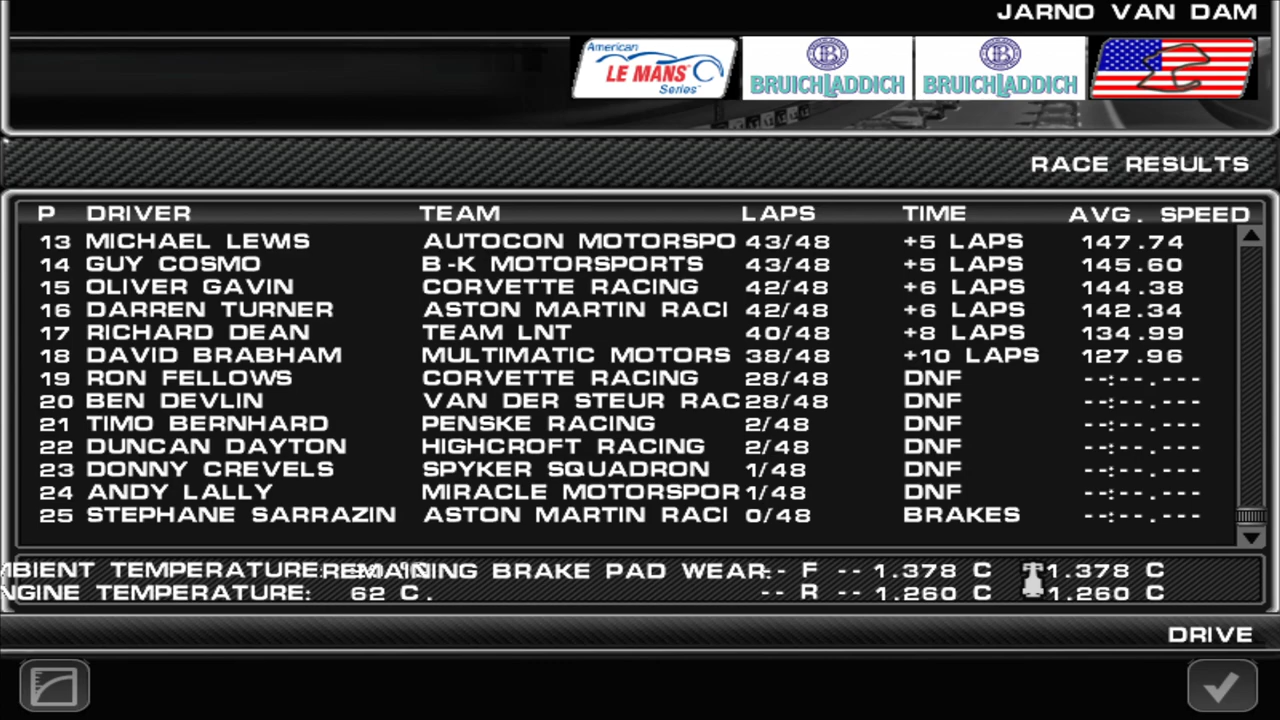 JARNO VAN DAM
American LE MANS Series BRUICHLADDICH BRUICHLADDICH
RACE RESULTS
P DRIVER TEAM LAPS TIME AVG. SPEED
13 MICHAEL LEWIS AUTOCON MOTORSPO 43/48 +5 LAPS 147.74
14 GUY COSMO B-K MOTORSPORTS 43/48 +5 LAPS 145.60
15 OLIVER GAVIN CORVETTE RACING 42/48 +6 LAPS 144.38
16 DARREN TURNER ASTON MARTIN RACI 42/48 +6 LAPS 142.34
17 RICHARD DEAN TEAM LNT 40/48 +8 LAPS 134.99
18 DAVID BRABHAM MULTIMATIC MOTORS 38/48 +10 LAPS 127.96
19 RON FELLOWS CORVETTE RACING 28/48 DNF --:--.---
20 BEN DEVLIN VAN DER STEUR RAC 28/48 DNF --:--.---
21 TIMO BERNHARD PENSKE RACING 2/48 DNF --:--.---
22 DUNCAN DAYTON HIGHCROFT RACING 2/48 DNF --:--.---
23 DONNY CREVELS SPYKER SQUADRON 1/48 DNF --:--.---
24 ANDY LALLY MIRACLE MOTORSPOR 1/48 DNF --:--.---
25 STEPHANE SARRAZIN ASTON MARTIN RACI 0/48 BRAKES --:--.---
MBIENT TEMPERATURE: REMAINING BRAKE PAD WEAR: -- F -- 1.378 C 1.378 C
NGINE TEMPERATURE: 62 C. -- R -- 1.260 C 1.260 C
DRIVE